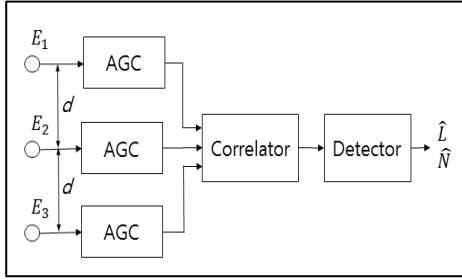 E₁
AGC
d
E₂
AGC
Correlator
Detector
L̂
N̂
d
E₃
AGC